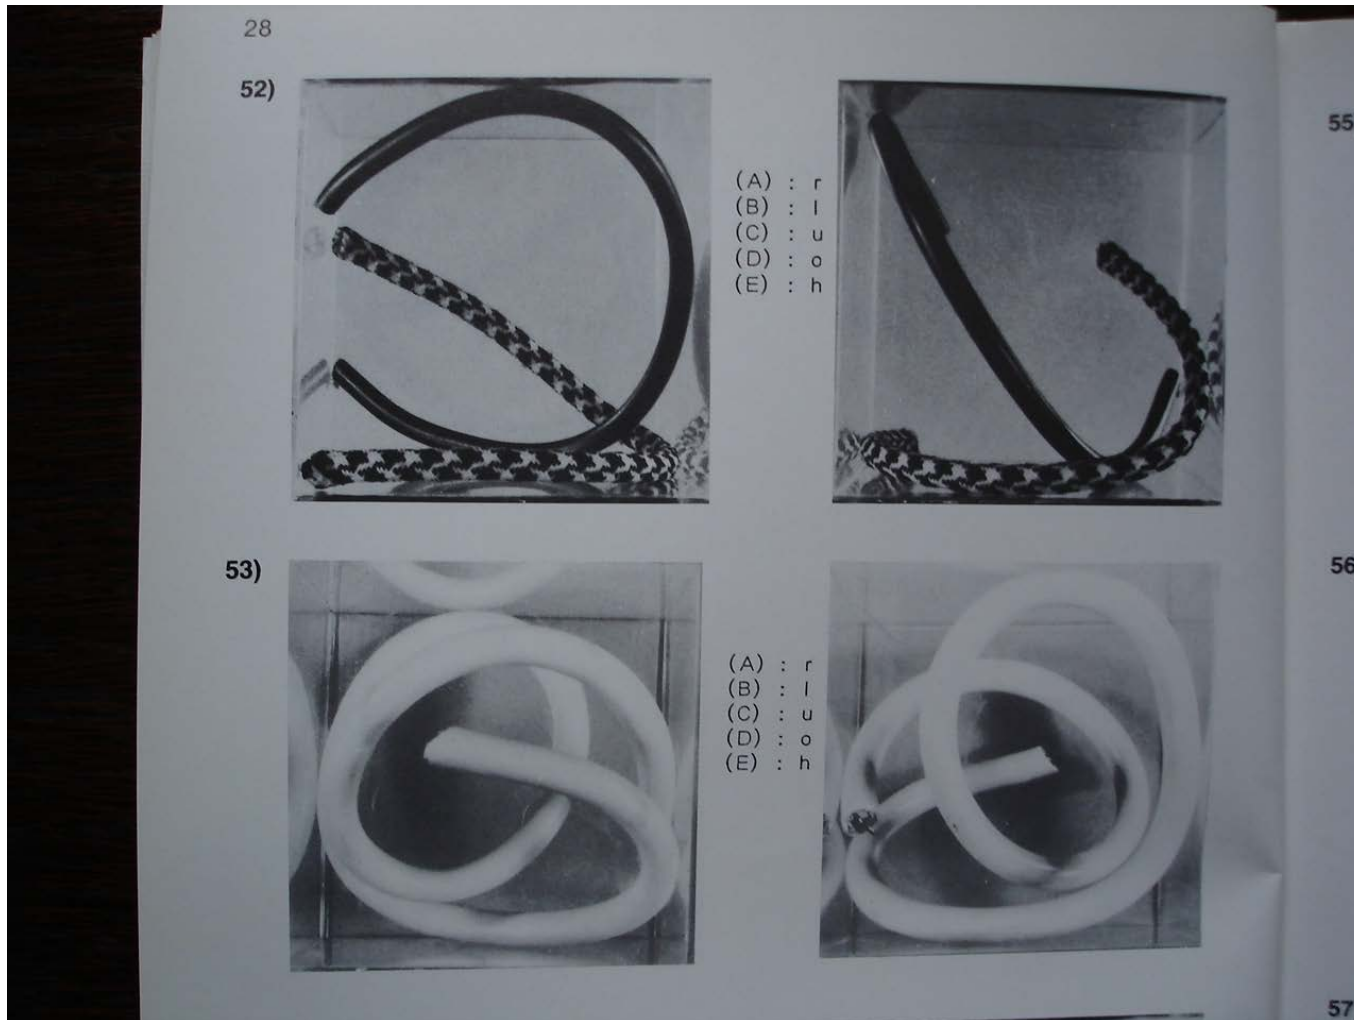 28
52)
(A) : r
(B) : l
(C) : u
(D) : o
(E) : h
53)
(A) : r
(B) : l
(C) : u
(D) : o
(E) : h
55
56
57